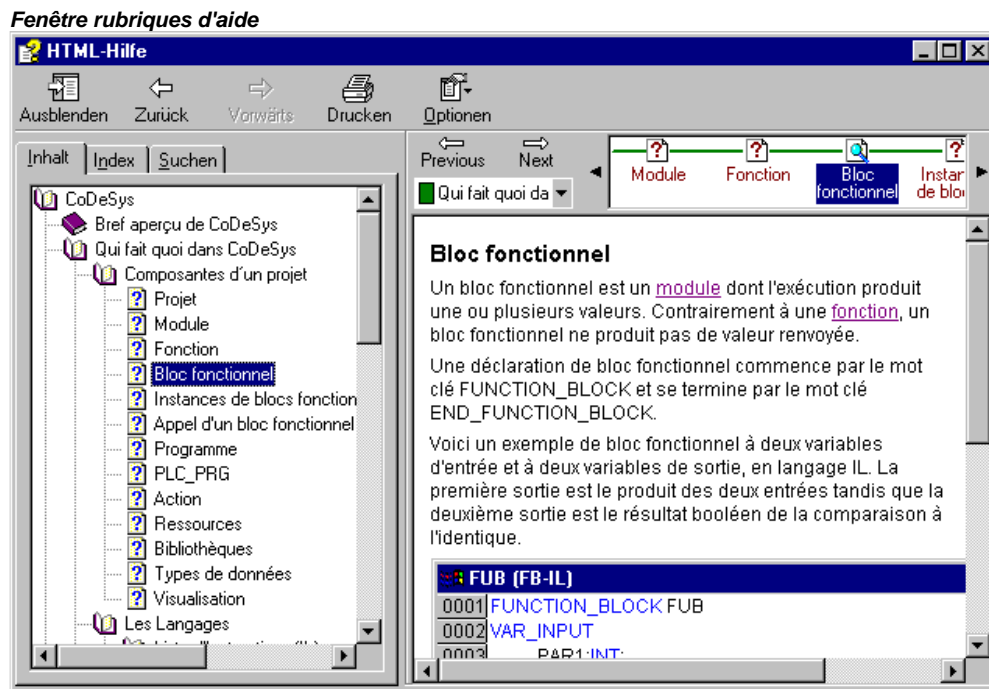 Fenêtre rubriques d'aide
HTML-Hilfe
Ausblenden Zurück Vorwärts Drucken Optionen
Inhalt Index Suchen
CoDeSys
Bref aperçu de CoDeSys
Qui fait quoi dans CoDeSys
Composantes d´un projet
Projet
Module
Fonction
Bloc fonctionnel
Instances de blocs fonction
Appel d'un bloc fonctionnel
Programme
PLC_PRG
Action
Ressources
Bibliothèques
Types de données
Visualisation
Les Langages
Previous Next
Qui fait quoi da
Module
Fonction
Bloc
fonctionnel
Instar
de blo
Bloc fonctionnel
Un bloc fonctionnel est un module dont l'exécution produit
une ou plusieurs valeurs. Contrairement à une fonction, un
bloc fonctionnel ne produit pas de valeur renvoyée.
Une déclaration de bloc fonctionnel commence par le mot
clé FUNCTION_BLOCK et se termine par le mot clé
END_FUNCTION_BLOCK.
Voici un exemple de bloc fonctionnel à deux variables
d'entrée et à deux variables de sortie, en langage IL. La
première sortie est le produit des deux entrées tandis que la
deuxième sortie est le résultat booléen de la comparaison à
l'identique.
FUB (FB-IL)
0001 FUNCTION_BLOCK FUB
0002 VAR_INPUT
0003 PAR1:INT;